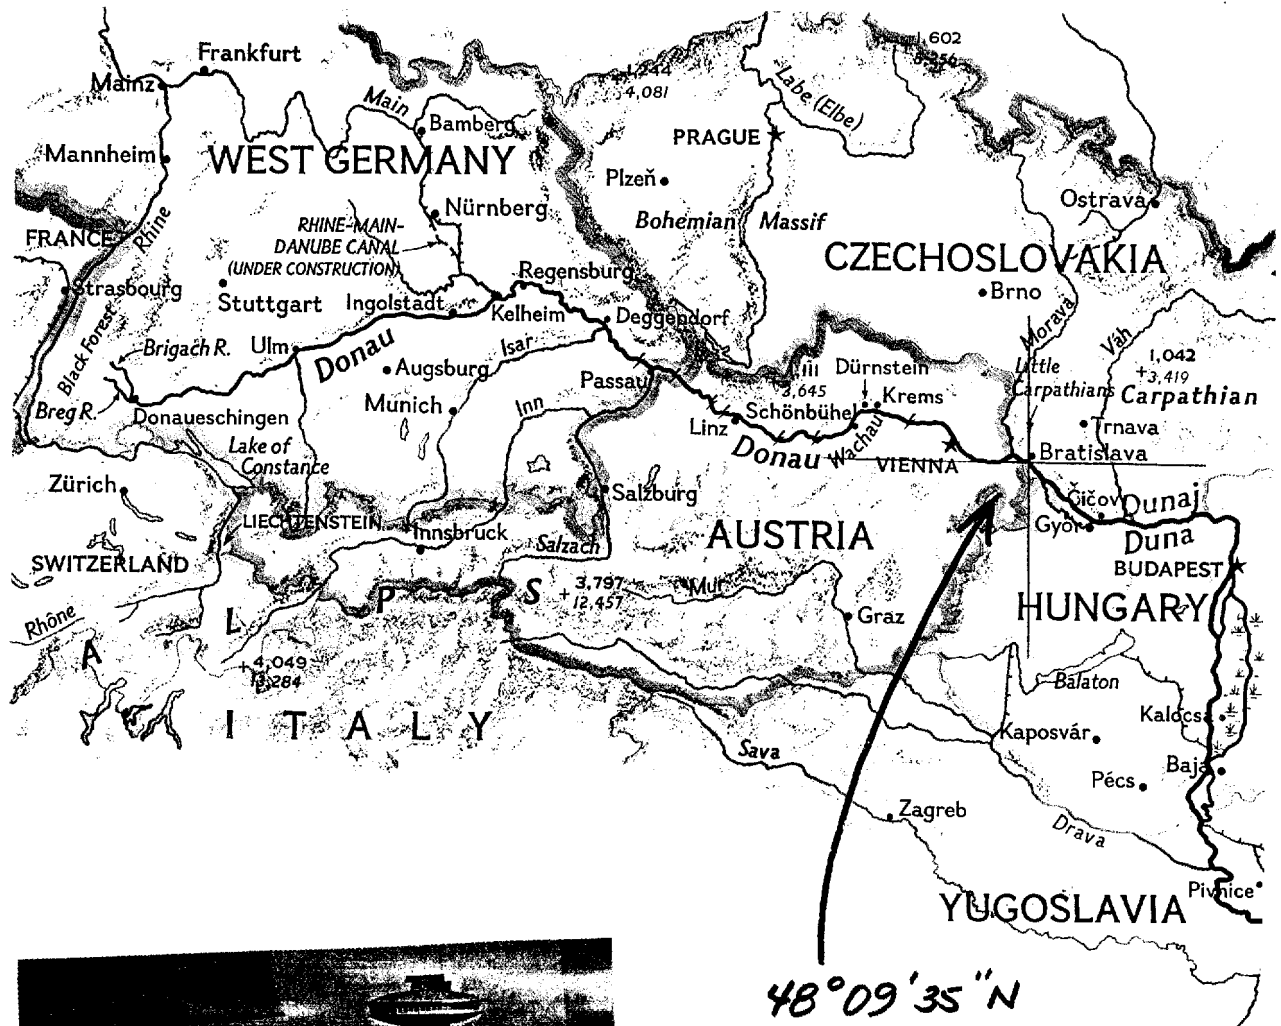 1,602
5,256
Frankfurt
1,244
4,081
Labe (Elbe)
Mainz
Main
Bamberg
PRAGUE
Mannheim
WEST GERMANY
Plzeň
Ostrava
Nürnberg
Rhine
RHINE-MAIN-
DANUBE CANAL
(UNDER CONSTRUCTION)
Bohemian Massif
FRANCE
CZECHOSLOVAKIA
Regensburg
Strasbourg
Stuttgart
Ingolstadt
Kelheim
Deggendorf
Brno
Morava
Váh
Black Forest
Brigach R.
Ulm
Donau
Isar
1,042
3,419
Augsburg
Passau
3,645
Dürnstein
Little
Carpathians
Carpathian
Breg R.
Donaueschingen
Munich
Inn
Linz
Schönbühel
Krems
Trnava
Lake of
Constance
Donau
Wachau
VIENNA
Bratislava
Zürich
Salzburg
Čičov
Dunaj
LIECHTENSTEIN
Innsbruck
Salzach
AUSTRIA
Györ
Duna
SWITZERLAND
BUDAPEST
3,797
12,457
Mur
Graz
HUNGARY
Rhône
A L P S
4,049
13,284
Balaton
ITALY
Kalocsa
Kaposvár
Sava
Baja
Pécs
Zagreb
Drava
Pivnice
YUGOSLAVIA
48°09'35"N